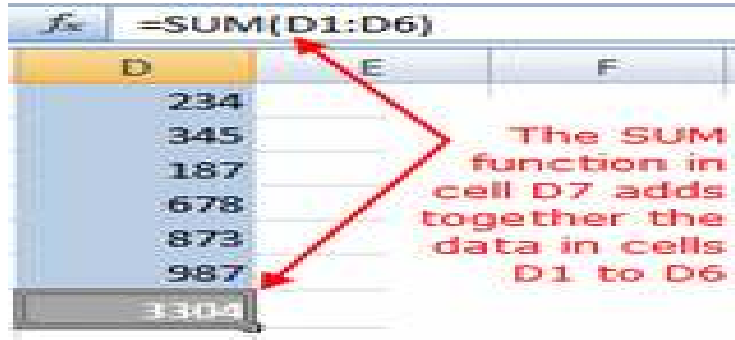 fx =SUM(D1:D6)
D E F
234
345
187
678
873
987
3304
The SUM
function in
cell D7 adds
together the
data in cells
D1 to D6